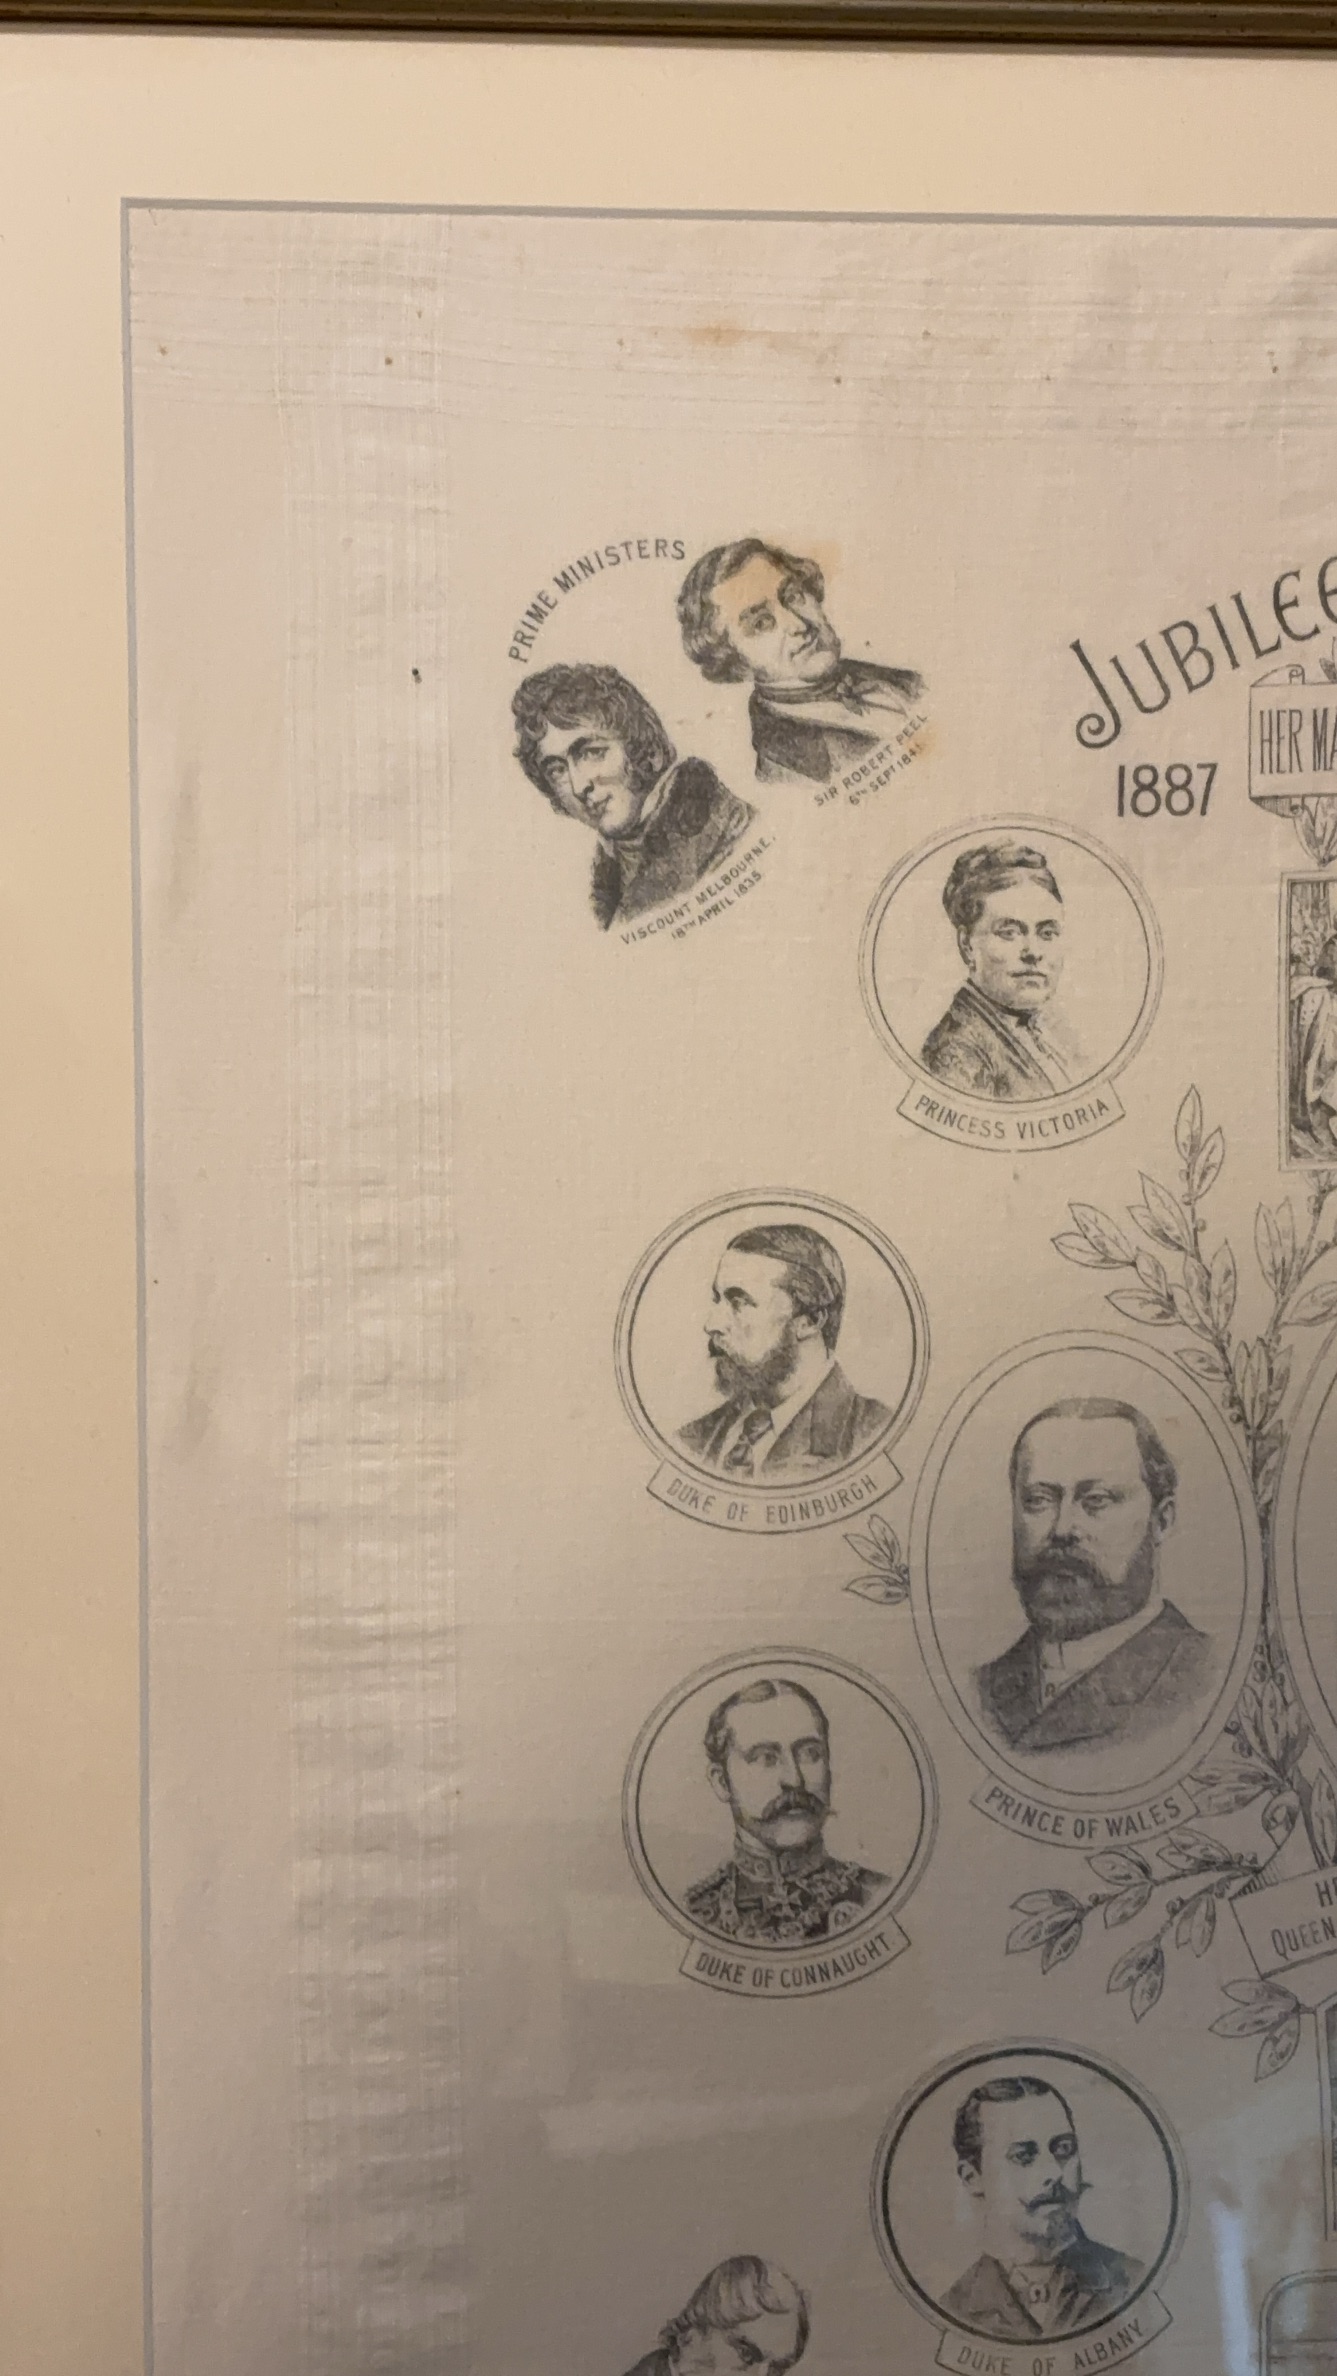 PRIME MINISTERS
SIR ROBERT PEEL
6TH SEPT 1841.
VISCOUNT MELBOURNE.
18TH APRIL 1835
JUBILEE
1887
HER MA
PRINCESS VICTORIA
DUKE OF EDINBURGH
PRINCE OF WALES
DUKE OF CONNAUGHT.
H
QUEEN
DUKE OF ALBANY